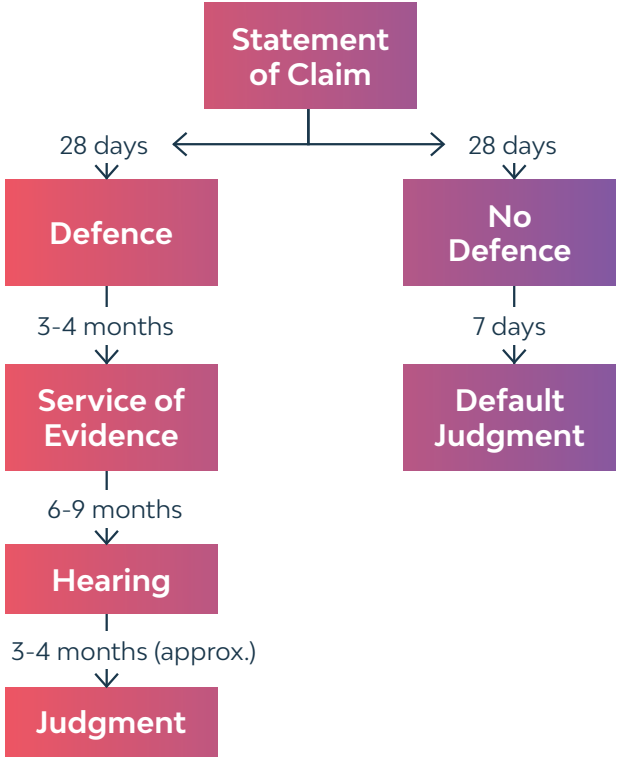 Statement
of Claim
28 days
28 days
Defence
No
Defence
3-4 months
7 days
Service of
Evidence
Default
Judgment
6-9 months
Hearing
3-4 months (approx.)
Judgment